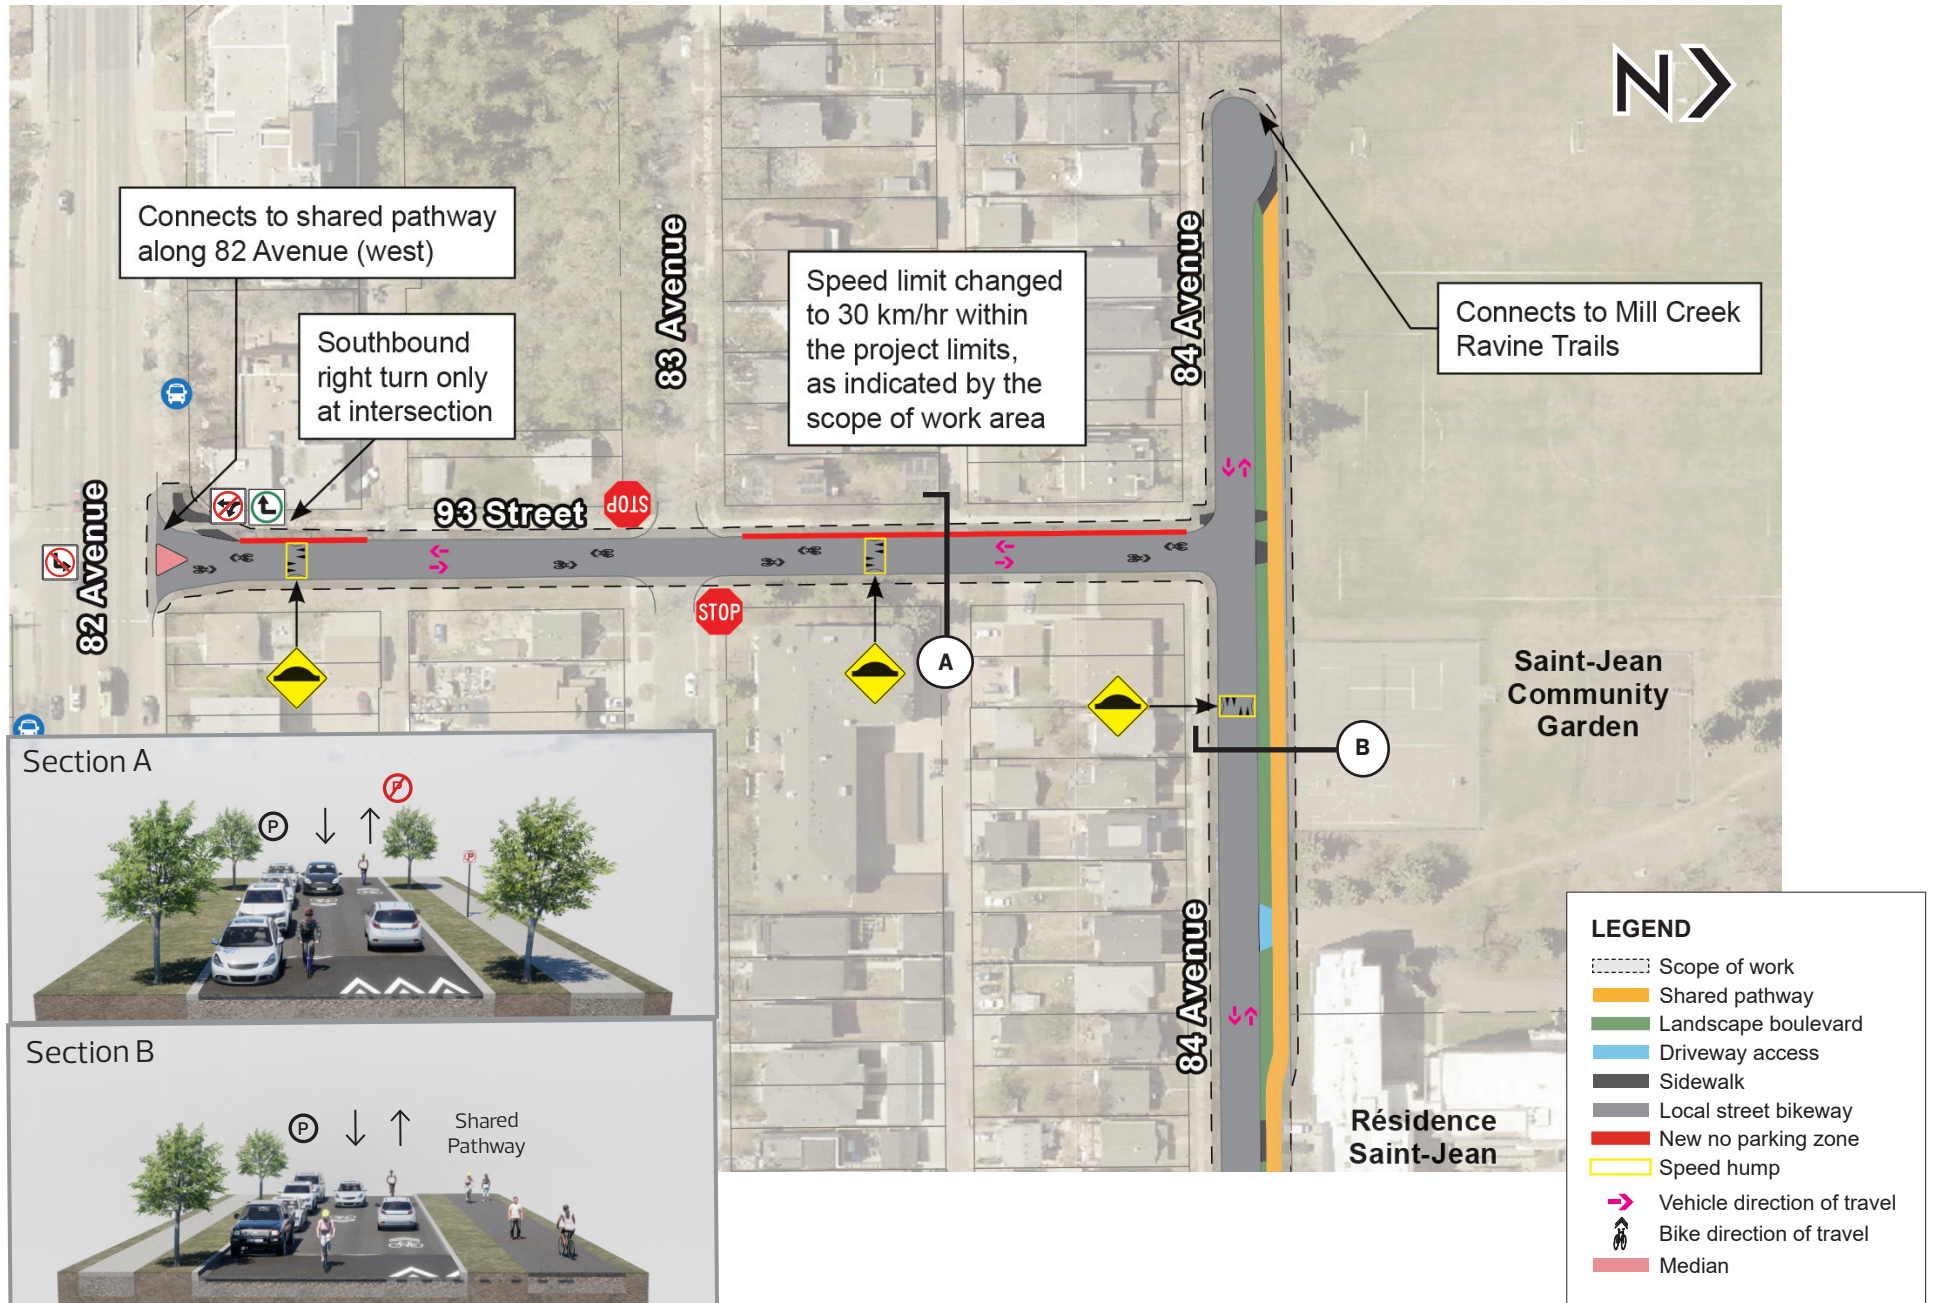 N
Connects to shared pathway
along 82 Avenue (west)
Southbound
right turn only
at intersection
83 Avenue
Speed limit changed
to 30 km/hr within
the project limits,
as indicated by the
scope of work area
84 Avenue
Connects to Mill Creek
Ravine Trails
82 Avenue
93 Street
STOP
STOP
A
B
Saint-Jean
Community
Garden
84 Avenue
Résidence
Saint-Jean
Section A
P
P
P
Section B
P
Shared
Pathway
LEGEND
Scope of work
Shared pathway
Landscape boulevard
Driveway access
Sidewalk
Local street bikeway
New no parking zone
Speed hump
Vehicle direction of travel
Bike direction of travel
Median